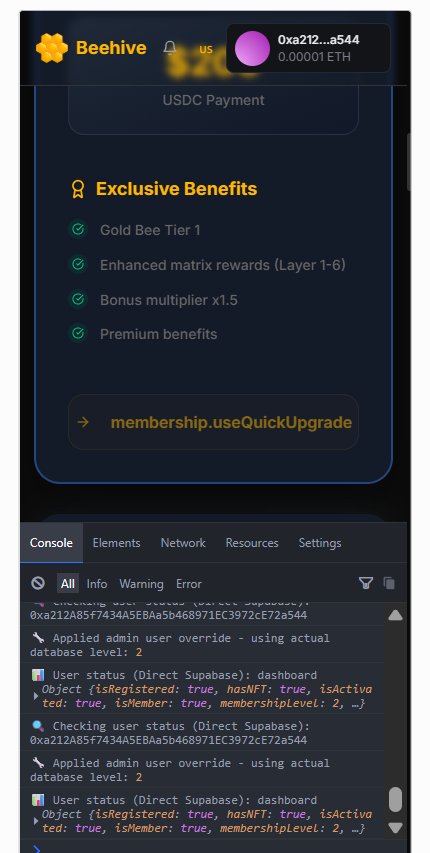 Beehive
US
0xa212...a544
0.00001 ETH
USDC Payment
Exclusive Benefits
Gold Bee Tier 1
Enhanced matrix rewards (Layer 1-6)
Bonus multiplier x1.5
Premium benefits
membership.useQuickUpgrade
Console Elements Network Resources Settings
All Info Warning Error
Checking user status (Direct Supabase):
0xa212A85f7434A5EBAa5b468971EC3972cE72a544
Applied admin user override - using actual
database level: 2
User status (Direct Supabase): dashboard
Object {isRegistered: true, hasNFT: true, isActiva
ted: true, isMember: true, membershipLevel: 2, …}
Checking user status (Direct Supabase):
0xa212A85f7434A5EBAa5b468971EC3972cE72a544
Applied admin user override - using actual
database level: 2
User status (Direct Supabase): dashboard
Object {isRegistered: true, hasNFT: true, isActiva
ted: true, isMember: true, membershipLevel: 2, …}